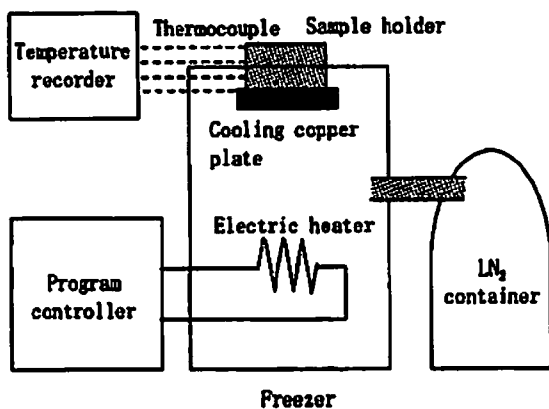 Thermocouple
Sample holder
Temperature
recorder
Cooling copper
plate
Electric heater
Program
controller
LN₂
container
Freezer